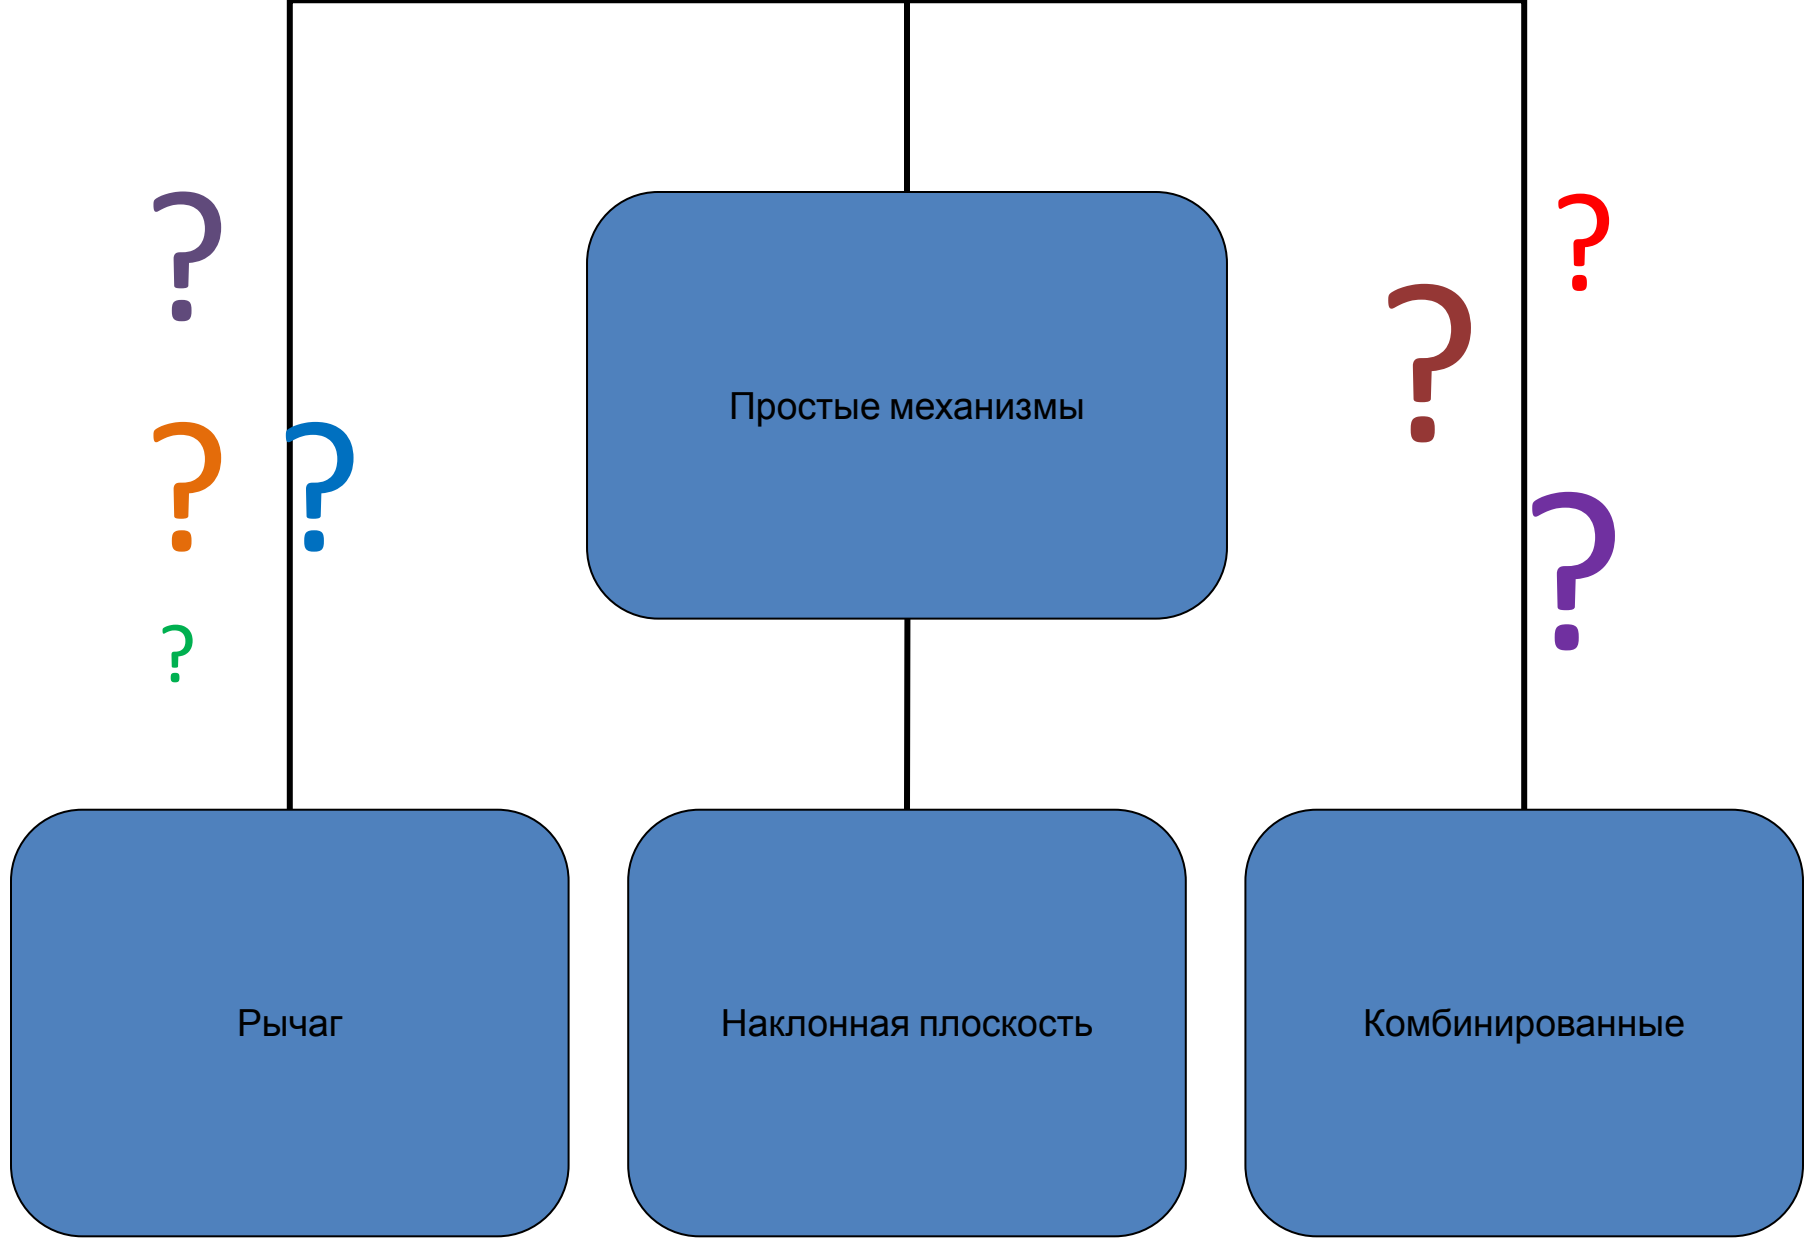 ?
?
Простые механизмы
?
? ?
?
?
Рычаг
Наклонная плоскость
Комбинированные